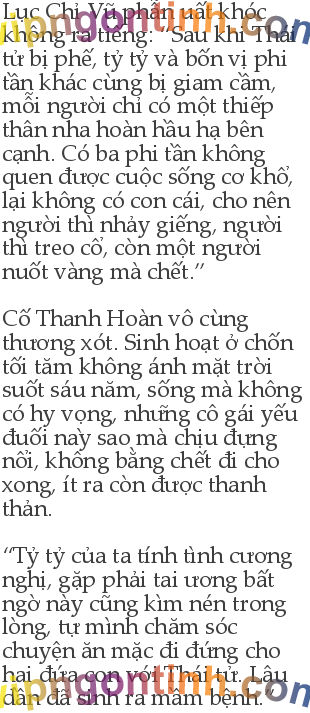 Lục Chỉ Vũ phẫn uất khóc
không ra tiếng: "Sau khi Thái
tử bị phế, tỷ tỷ và bốn vị phi
tần khác cùng bị giam cầm,
mỗi người chỉ có một thiếp
thân nha hoàn hầu hạ bên
cạnh. Có ba phi tần không
quen được cuộc sống cơ khổ,
lại không có con cái, cho nên
người thì nhảy giếng, người
thì treo cổ, còn một người
nuốt vàng mà chết."
Cố Thanh Hoàn vô cùng
thương xót. Sinh hoạt ở chốn
tối tăm không ánh mặt trời
suốt sáu năm, sống mà không
có hy vọng, những cô gái yếu
đuối này sao mà chịu đựng
nổi, không bằng chết đi cho
xong, ít ra còn được thanh
thản.
"Tỷ tỷ của ta tính tình cương
nghị, gặp phải tai ương bất
ngờ này cũng kìm nén trong
lòng, tự mình chăm sóc
chuyện ăn mặc đi đứng cho
hai đứa con với Thái tử. Lâu
dần đã sinh ra mầm bệnh."
vipngontinh.com
vipngontinh.com